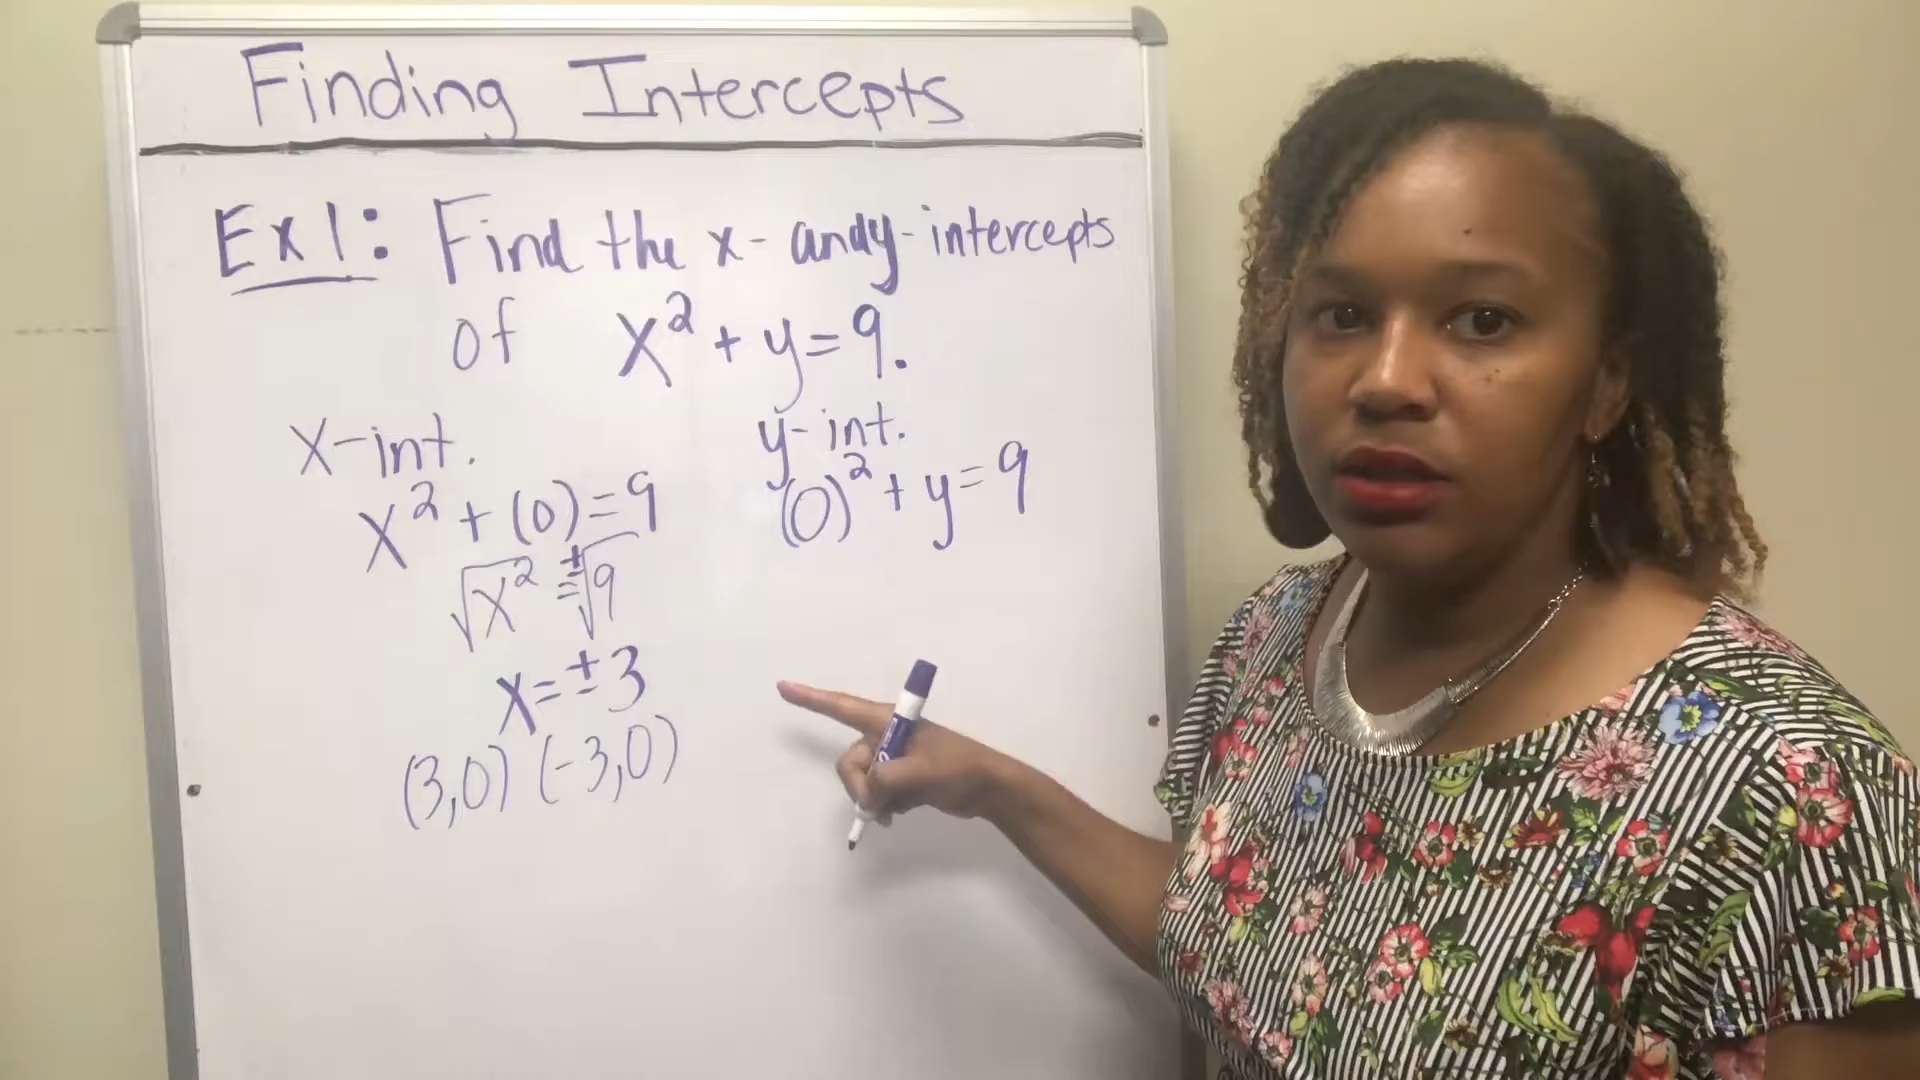 Finding Intercepts
Ex 1: Find the x- and y-intercepts
of x² + y = 9.
x-int.
x² + (0) = 9
√x² = ±√9
x = ±3
(3,0) (-3,0)
y-int.
(0)² + y = 9